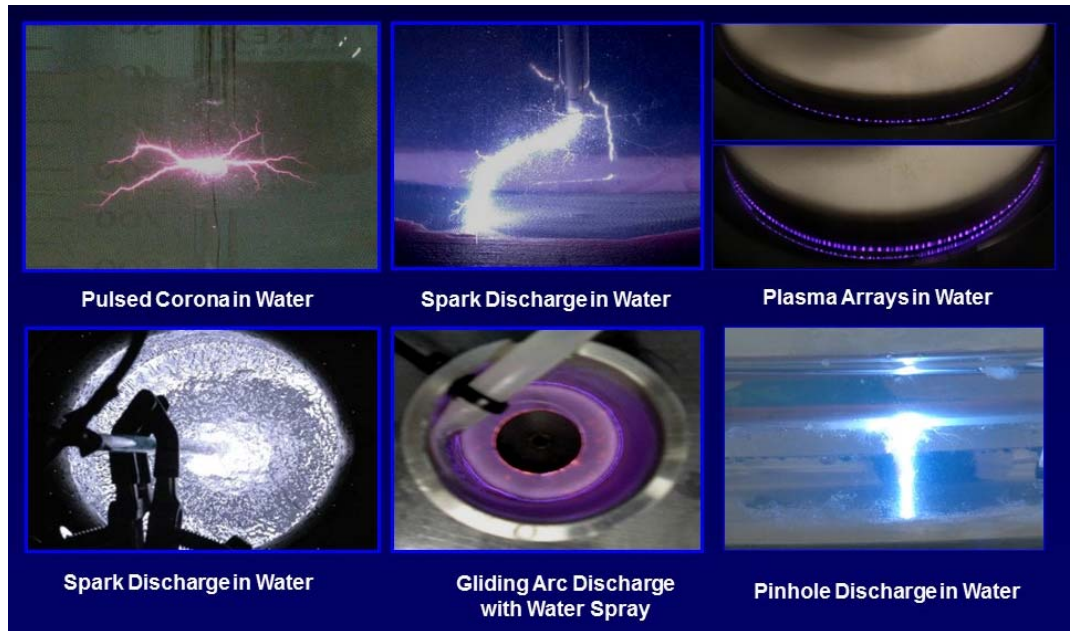 Pulsed Corona in Water
Spark Discharge in Water
Plasma Arrays in Water
Spark Discharge in Water
Gliding Arc Discharge
with Water Spray
Pinhole Discharge in Water